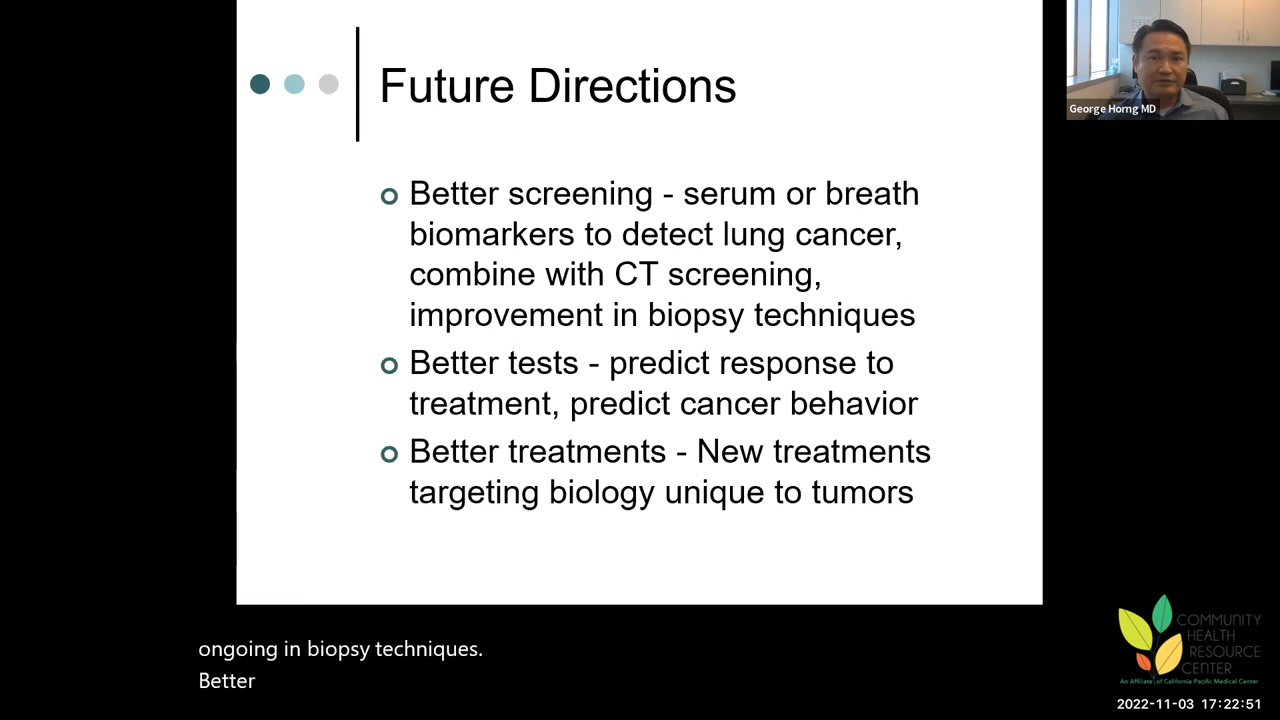 Future Directions
George Horng MD
Better screening - serum or breath
biomarkers to detect lung cancer,
combine with CT screening,
improvement in biopsy techniques
Better tests - predict response to
treatment, predict cancer behavior
Better treatments - New treatments
targeting biology unique to tumors
ongoing in biopsy techniques.
Better
COMMUNITY
HEALTH
RESOURCE
CENTER
An Affiliate of California Pacific Medical Center
2022-11-03 17:22:51